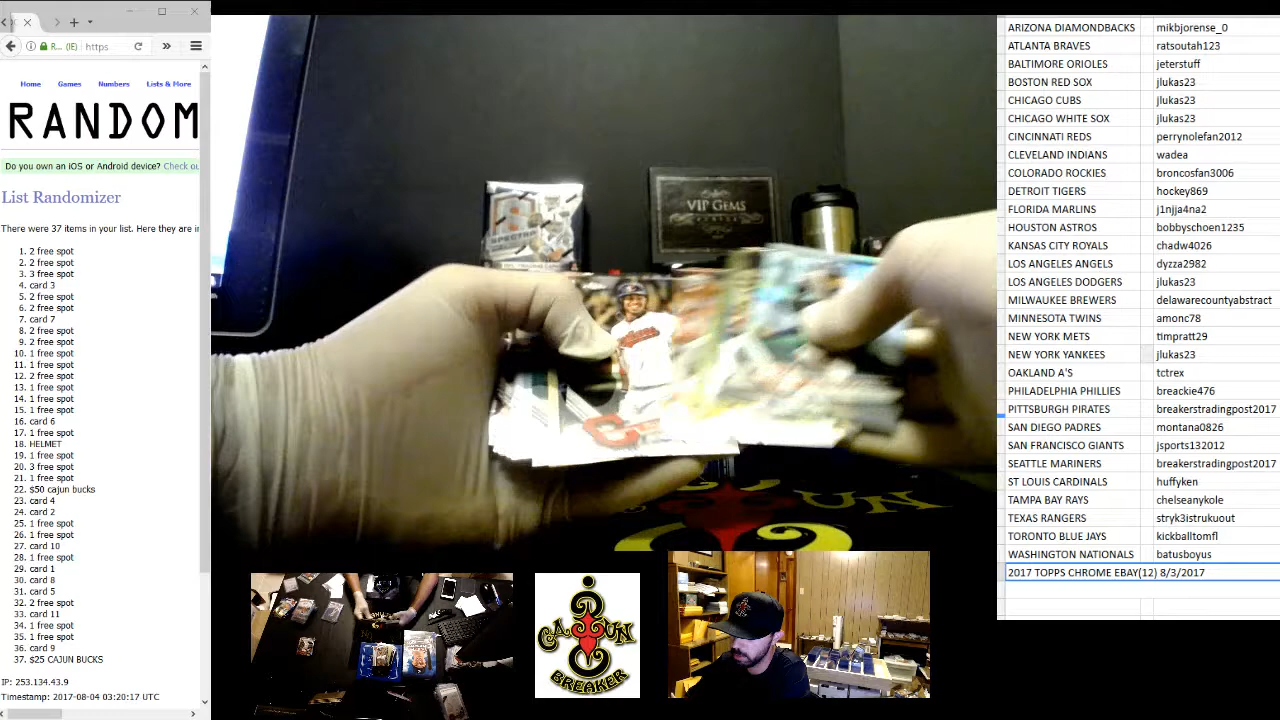 R... (IE)
https:
Home Games Numbers Lists & More
RANDOM
Do you own an iOS or Android device? Check ou
List Randomizer
There were 37 items in your list. Here they are i
1. 2 free spot
2. 2 free spot
3. 3 free spot
4. card 3
5. 2 free spot
6. 2 free spot
7. card 7
8. 2 free spot
9. 2 free spot
10. 1 free spot
11. 1 free spot
12. 2 free spot
13. 1 free spot
14. 1 free spot
15. 1 free spot
16. card 6
17. 1 free spot
18. HELMET
19. 1 free spot
20. 3 free spot
21. 1 free spot
22. $50 cajun bucks
23. card 4
24. card 2
25. 1 free spot
26. 1 free spot
27. card 10
28. 1 free spot
29. card 1
30. card 8
31. card 5
32. 2 free spot
33. card 11
34. 1 free spot
35. 1 free spot
36. card 9
37. $25 CAJUN BUCKS
IP: 253.134.43.9
Timestamp: 2017-08-04 03:20:17 UTC
SPECTRA
VIP GEMS
CAJUN
BREAKER
ARIZONA DIAMONDBACKS mikbjorense_0
ATLANTA BRAVES ratsoutah123
BALTIMORE ORIOLES jeterstuff
BOSTON RED SOX jlukas23
CHICAGO CUBS jlukas23
CHICAGO WHITE SOX jlukas23
CINCINNATI REDS perrynolefan2012
CLEVELAND INDIANS wadea
COLORADO ROCKIES broncosfan3006
DETROIT TIGERS hockey869
FLORIDA MARLINS j1njja4na2
HOUSTON ASTROS bobbyschoen1235
KANSAS CITY ROYALS chadw4026
LOS ANGELES ANGELS dyzza2982
LOS ANGELES DODGERS jlukas23
MILWAUKEE BREWERS delawarecountyabstract
MINNESOTA TWINS amonc78
NEW YORK METS timpratt29
NEW YORK YANKEES jlukas23
OAKLAND A'S tctrex
PHILADELPHIA PHILLIES breackie476
PITTSBURGH PIRATES breakerstradingpost2017
SAN DIEGO PADRES montana0826
SAN FRANCISCO GIANTS jsports132012
SEATTLE MARINERS breakerstradingpost2017
ST LOUIS CARDINALS huffyken
TAMPA BAY RAYS chelseanykole
TEXAS RANGERS stryk3istrukuout
TORONTO BLUE JAYS kickballtomfl
WASHINGTON NATIONALS batusboyus
2017 TOPPS CHROME EBAY(12) 8/3/2017